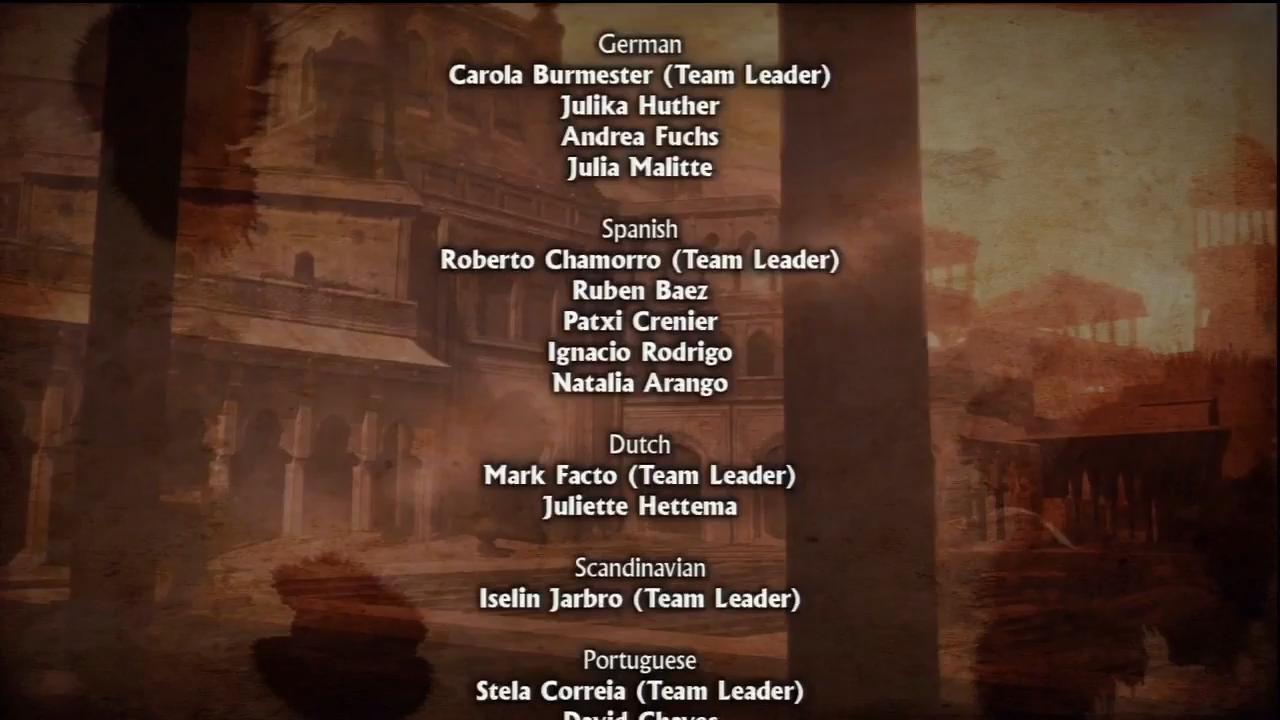 German
Carola Burmester (Team Leader)
Julika Huther
Andrea Fuchs
Julia Malitte
Spanish
Roberto Chamorro (Team Leader)
Ruben Baez
Patxi Crenier
Ignacio Rodrigo
Natalia Arango
Dutch
Mark Facto (Team Leader)
Juliette Hettema
Scandinavian
Iselin Jarbro (Team Leader)
Portuguese
Stela Correia (Team Leader)
David Chaves